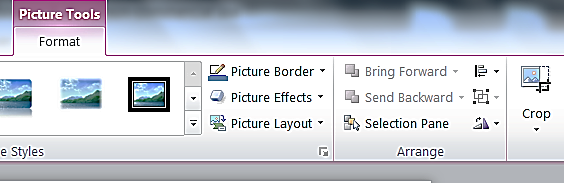 Picture Tools
Format
Picture Border
Picture Effects
Picture Layout
e Styles
Bring Forward
Send Backward
Selection Pane
Arrange
Crop